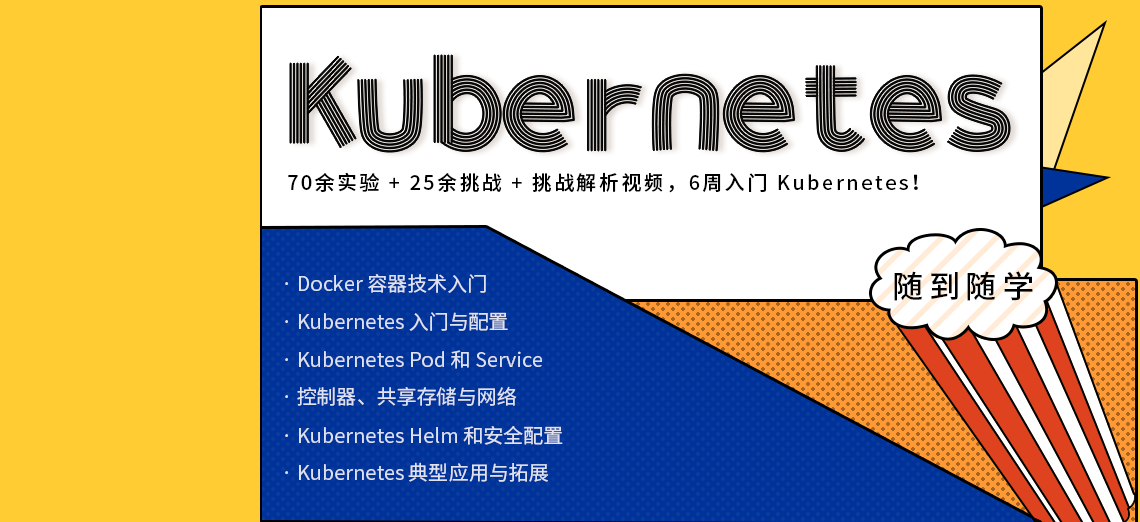 Kubernetes
70余实验 + 25余挑战 + 挑战解析视频，6周入门 Kubernetes！
随到随学
· Docker 容器技术入门
· Kubernetes 入门与配置
· Kubernetes Pod 和 Service
· 控制器、共享存储与网络
· Kubernetes Helm 和安全配置
· Kubernetes 典型应用与拓展